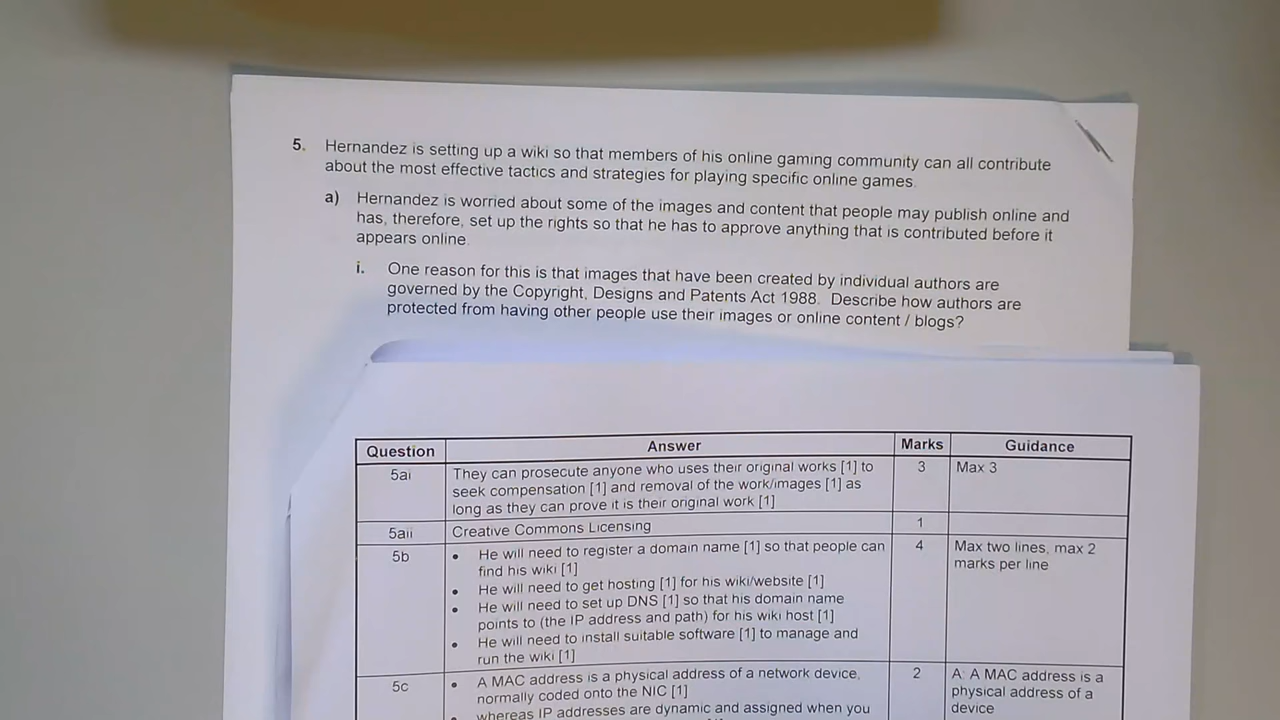 5. Hernandez is setting up a wiki so that members of his online gaming community can all contribute
about the most effective tactics and strategies for playing specific online games.
a) Hernandez is worried about some of the images and content that people may publish online and
has, therefore, set up the rights so that he has to approve anything that is contributed before it
appears online.
i. One reason for this is that images that have been created by individual authors are
governed by the Copyright, Designs and Patents Act 1988. Describe how authors are
protected from having other people use their images or online content / blogs?
Question Answer Marks Guidance
5ai They can prosecute anyone who uses their original works [1] to 3 Max 3
seek compensation [1] and removal of the work/images [1] as
long as they can prove it is their original work [1]
5aii Creative Commons Licensing 1
5b • He will need to register a domain name [1] so that people can 4 Max two lines, max 2
find his wiki [1] marks per line
• He will need to get hosting [1] for his wiki/website [1]
• He will need to set up DNS [1] so that his domain name
points to (the IP address and path) for his wiki host [1]
• He will need to install suitable software [1] to manage and
run the wiki [1]
5c • A MAC address is a physical address of a network device, 2 A: A MAC address is a
normally coded onto the NIC [1] physical address of a
• whereas IP addresses are dynamic and assigned when you device